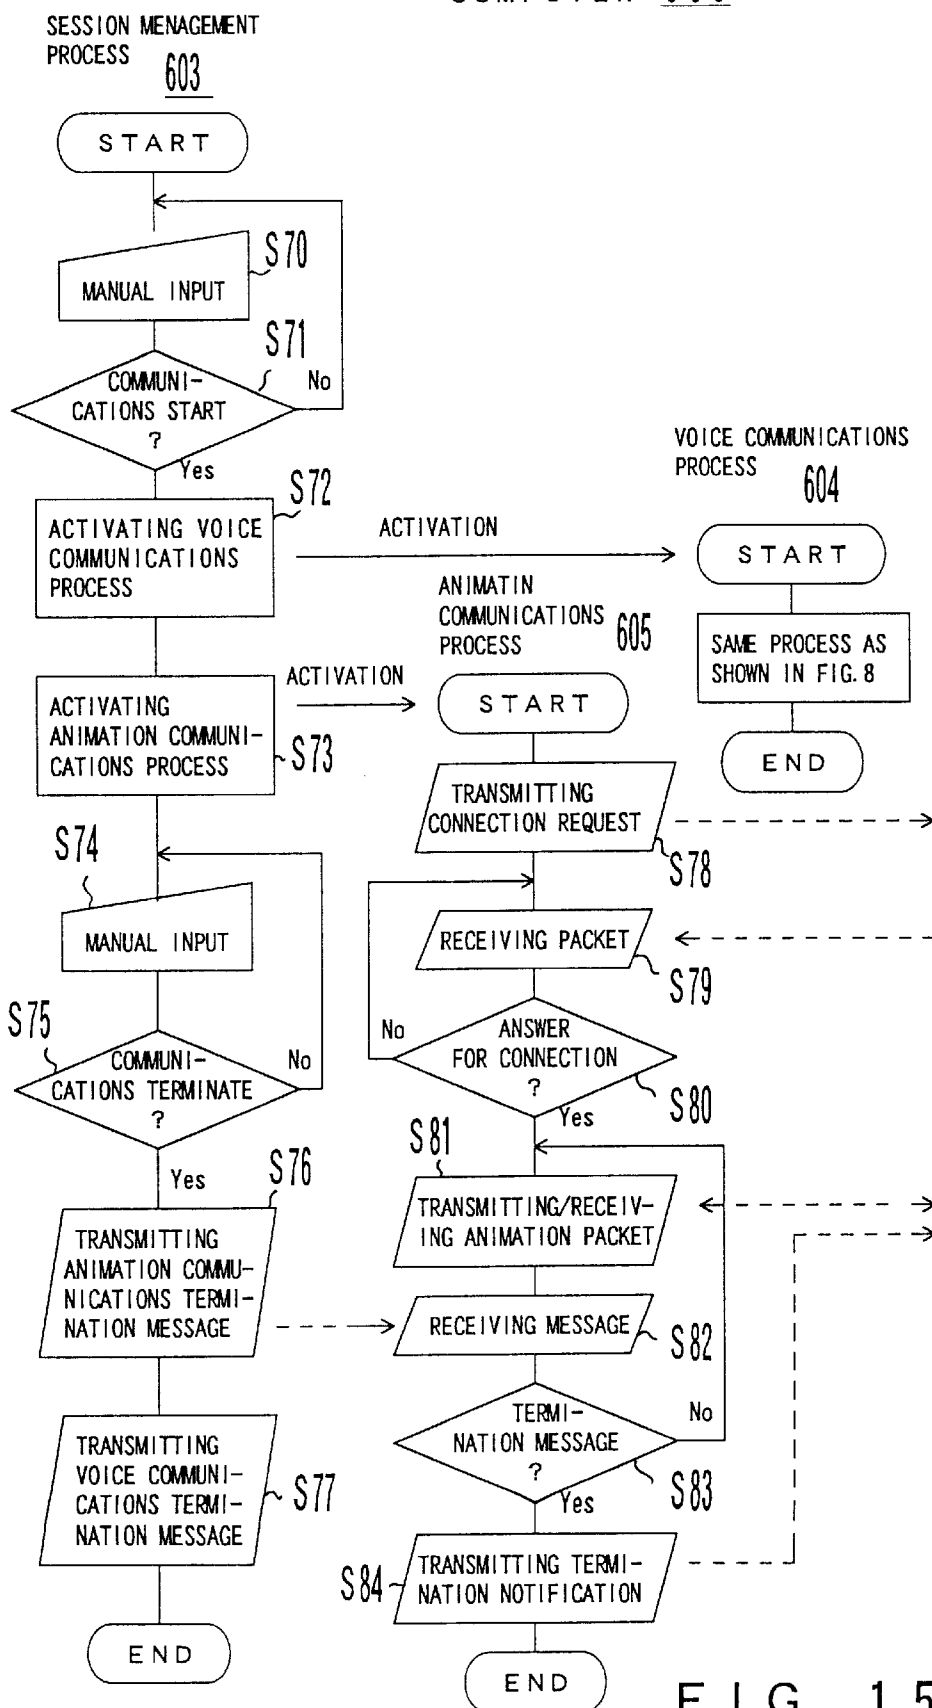 SESSION MENAGEMENT
PROCESS 603
START
S70
MANUAL INPUT
S71
COMMUNI-
CATIONS START
?
No
Yes
S72
ACTIVATING VOICE
COMMUNICATIONS
PROCESS
ACTIVATION
VOICE COMMUNICATIONS
PROCESS 604
START
SAME PROCESS AS
SHOWN IN FIG.8
END
ACTIVATING
ANIMATION COMMUNI-
CATIONS PROCESS
S73
ACTIVATION
ANIMATIN
COMMUNICATIONS
PROCESS 605
START
TRANSMITTING
CONNECTION REQUEST
S78
RECEIVING PACKET
S79
ANSWER
FOR CONNECTION
?
No
S80
Yes
S74
MANUAL INPUT
S75
COMMUNI-
CATIONS TERMINATE
?
No
Yes
S76
TRANSMITTING
ANIMATION COMMU-
NICATIONS TERMI-
NATION MESSAGE
TRANSMITTING
VOICE COMMUNI-
CATIONS TERMI-
NATION MESSAGE
S77
END
S81
TRANSMITTING/RECEIV-
ING ANIMATION PACKET
RECEIVING MESSAGE
S82
TERMI-
NATION MESSAGE
?
No
S83
Yes
S84
TRANSMITTING TERMI-
NATION NOTIFICATION
END
FIG. 15